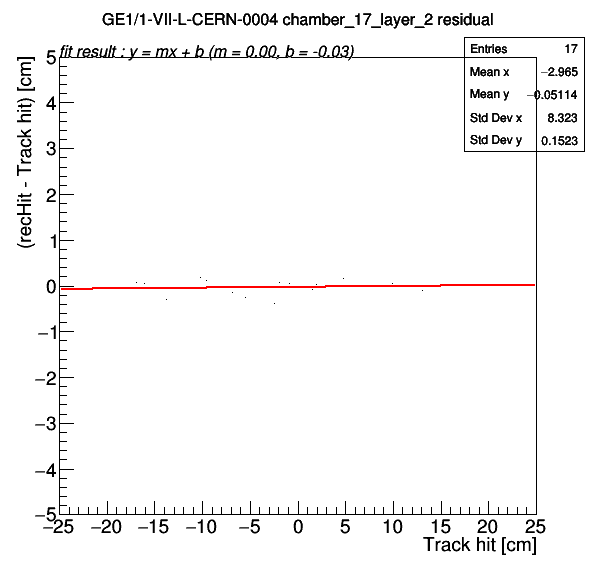 GE1/1-VII-L-CERN-0004 chamber_17_layer_2 residual
fit result : y = mx + b (m = 0.00, b = -0.03)
Entries 17
Mean x −2.965
Mean y −0.05114
Std Dev x 8.323
Std Dev y 0.1523
(recHit - Track hit) [cm]
5
4
3
2
1
0
−1
−2
−3
−4
−5
−25 −20 −15 −10 −5 0 5 10 15 20 25
Track hit [cm]